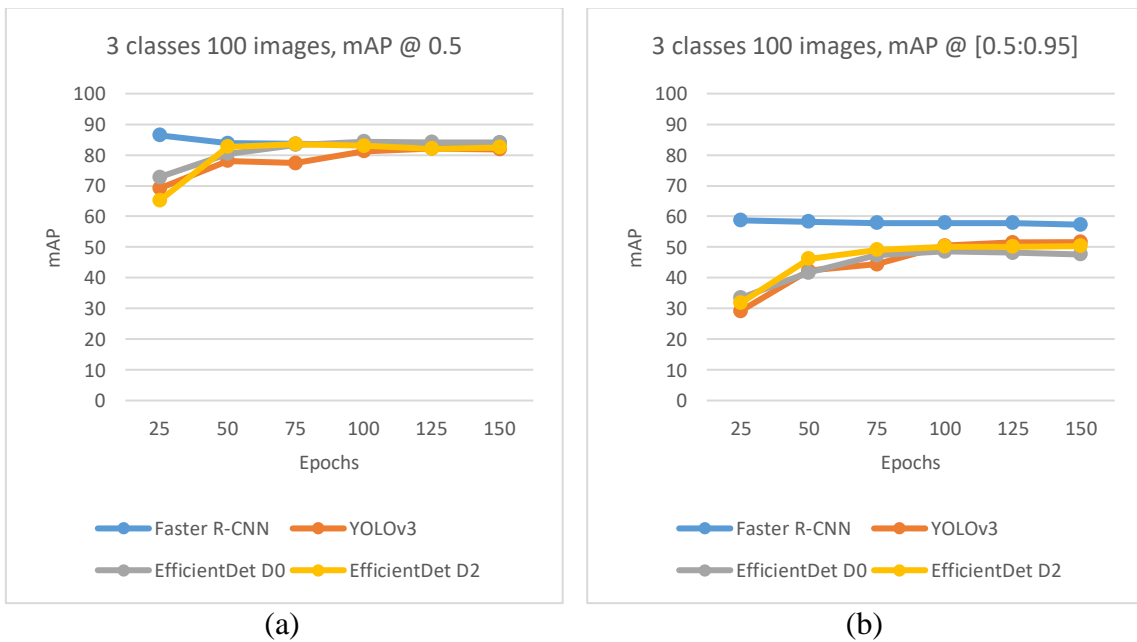 3 classes 100 images, mAP @ 0.5
100
90
80
70
60
50
40
30
20
10
0
mAP
25 50 75 100 125 150
Epochs
Faster R-CNN YOLOv3
EfficientDet D0 EfficientDet D2
(a)
3 classes 100 images, mAP @ [0.5:0.95]
100
90
80
70
60
50
40
30
20
10
0
mAP
25 50 75 100 125 150
Epochs
Faster R-CNN YOLOv3
EfficientDet D0 EfficientDet D2
(b)